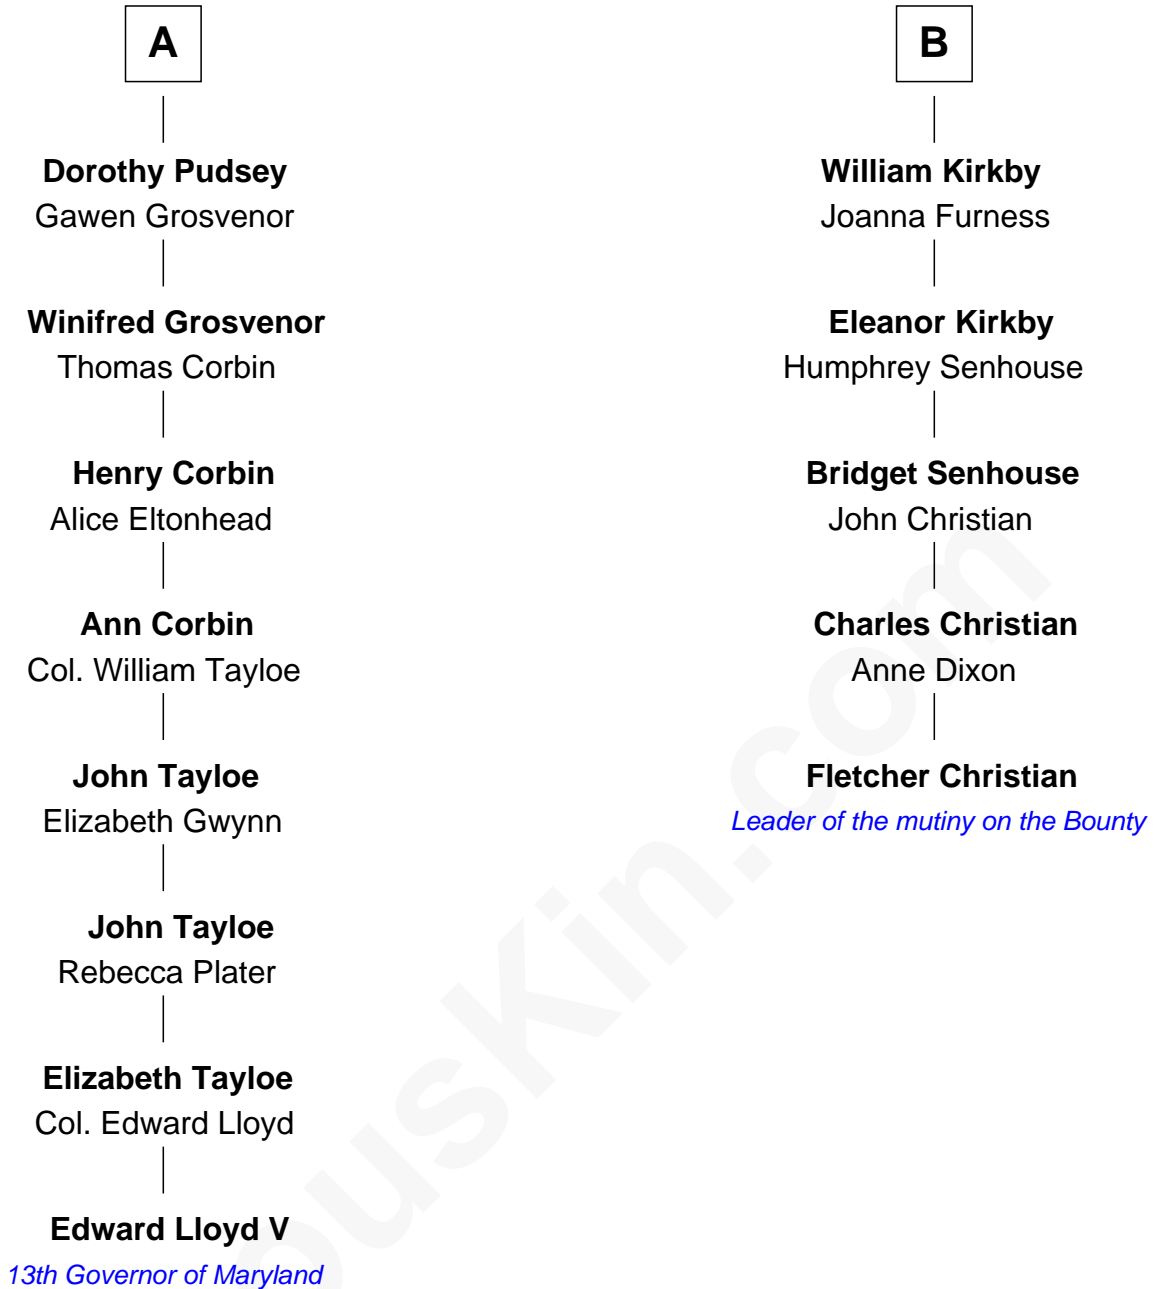 A
Dorothy Pudsey
Gawen Grosvenor
Winifred Grosvenor
Thomas Corbin
Henry Corbin
Alice Eltonhead
Ann Corbin
Col. William Tayloe
John Tayloe
Elizabeth Gwynn
John Tayloe
Rebecca Plater
Elizabeth Tayloe
Col. Edward Lloyd
Edward Lloyd V
13th Governor of Maryland
B
William Kirkby
Joanna Furness
Eleanor Kirkby
Humphrey Senhouse
Bridget Senhouse
John Christian
Charles Christian
Anne Dixon
Fletcher Christian
Leader of the mutiny on the Bounty
ousKin.com